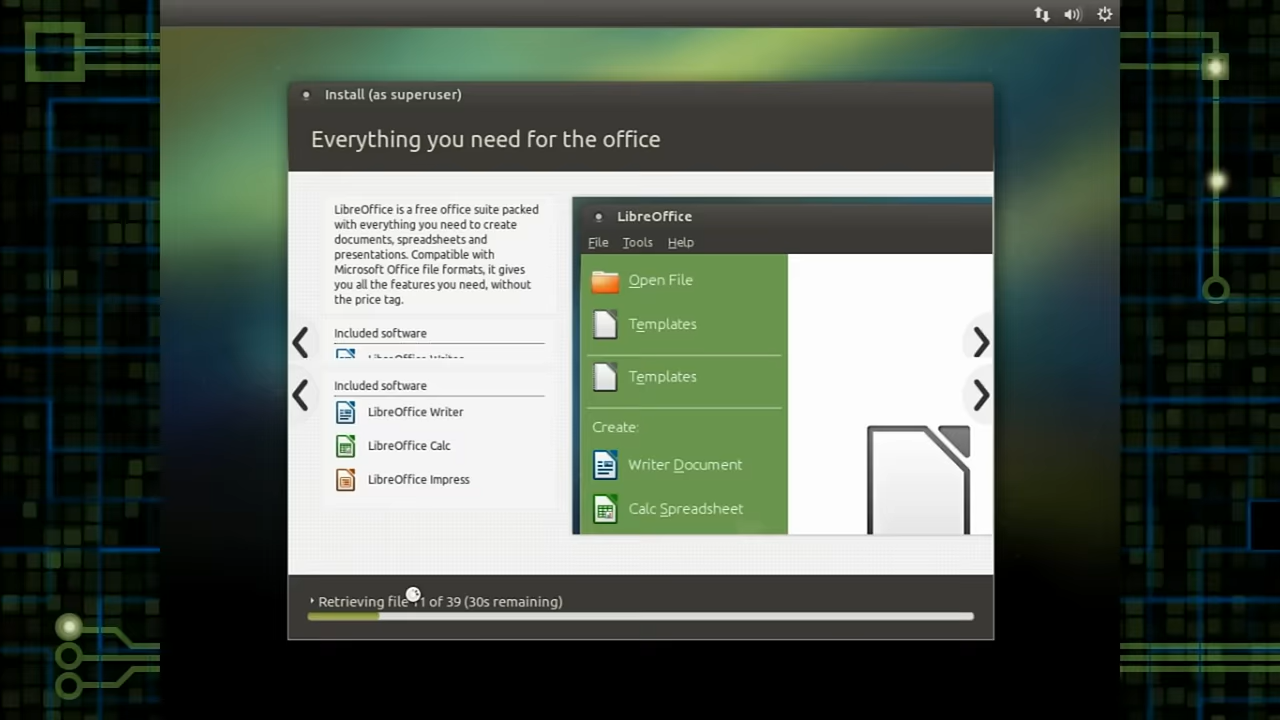 Install (as superuser)
Everything you need for the office
LibreOffice is a free office suite packed
with everything you need to create
documents, spreadsheets and
presentations. Compatible with
Microsoft Office file formats, it gives
you all the features you need, without
the price tag.
Included software
LibreOffice Writer
Included software
LibreOffice Writer
LibreOffice Calc
LibreOffice Impress
LibreOffice
File Tools Help
Open File
Templates
Templates
Create:
Writer Document
Calc Spreadsheet
Retrieving file 11 of 39 (30s remaining)